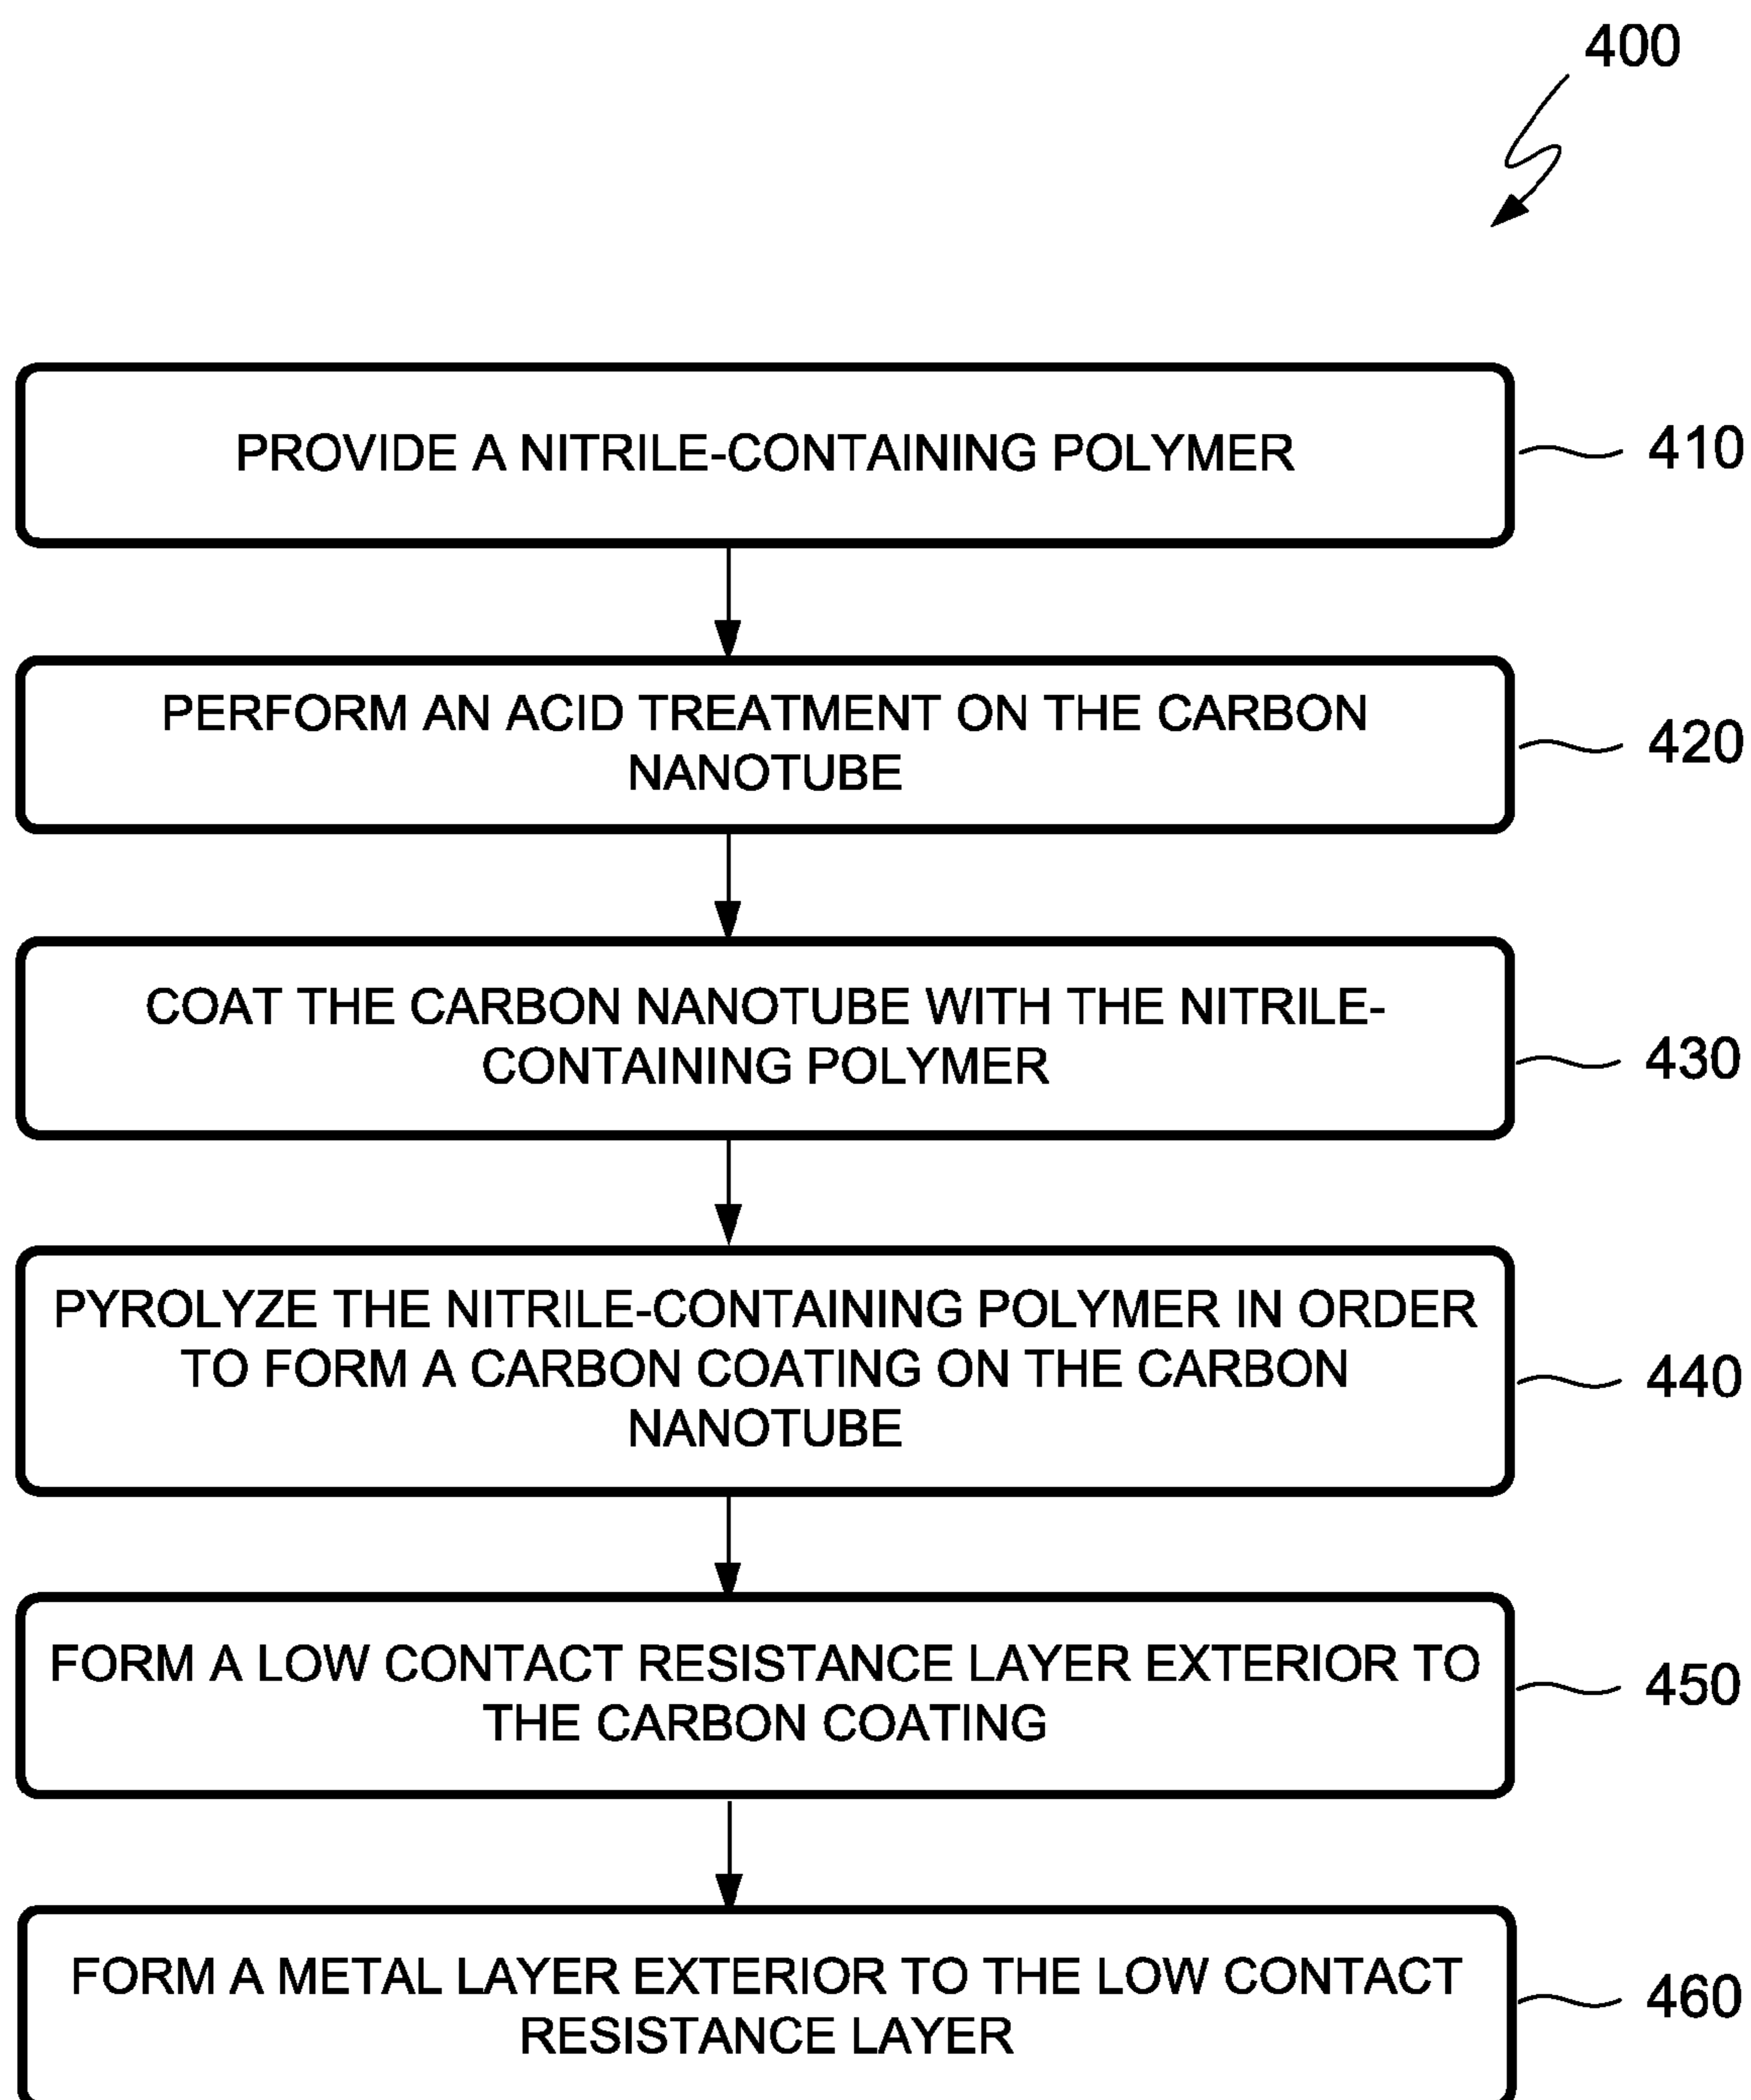 400
PROVIDE A NITRILE-CONTAINING POLYMER
410
PERFORM AN ACID TREATMENT ON THE CARBON
NANOTUBE
420
COAT THE CARBON NANOTUBE WITH THE NITRILE-
CONTAINING POLYMER
430
PYROLYZE THE NITRILE-CONTAINING POLYMER IN ORDER
TO FORM A CARBON COATING ON THE CARBON
NANOTUBE
440
FORM A LOW CONTACT RESISTANCE LAYER EXTERIOR TO
THE CARBON COATING
450
FORM A METAL LAYER EXTERIOR TO THE LOW CONTACT
RESISTANCE LAYER
460